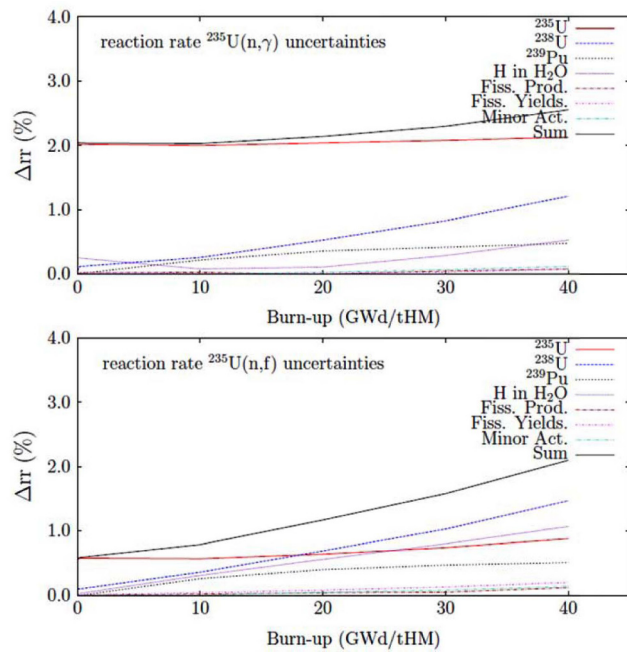 reaction rate ²³⁵U(n,γ) uncertainties
²³⁵U
²³⁸U
²³⁹Pu
H in H₂O
Fiss. Prod.
Fiss. Yields.
Minor Act.
Sum
4.0
3.0
2.0
1.0
0.0
Δrr (%)
0
10
20
30
40
Burn-up (GWd/tHM)
reaction rate ²³⁵U(n,f) uncertainties
²³⁵U
²³⁸U
²³⁹Pu
H in H₂O
Fiss. Prod.
Fiss. Yields.
Minor Act.
Sum
4.0
3.0
2.0
1.0
0.0
Δrr (%)
0
10
20
30
40
Burn-up (GWd/tHM)